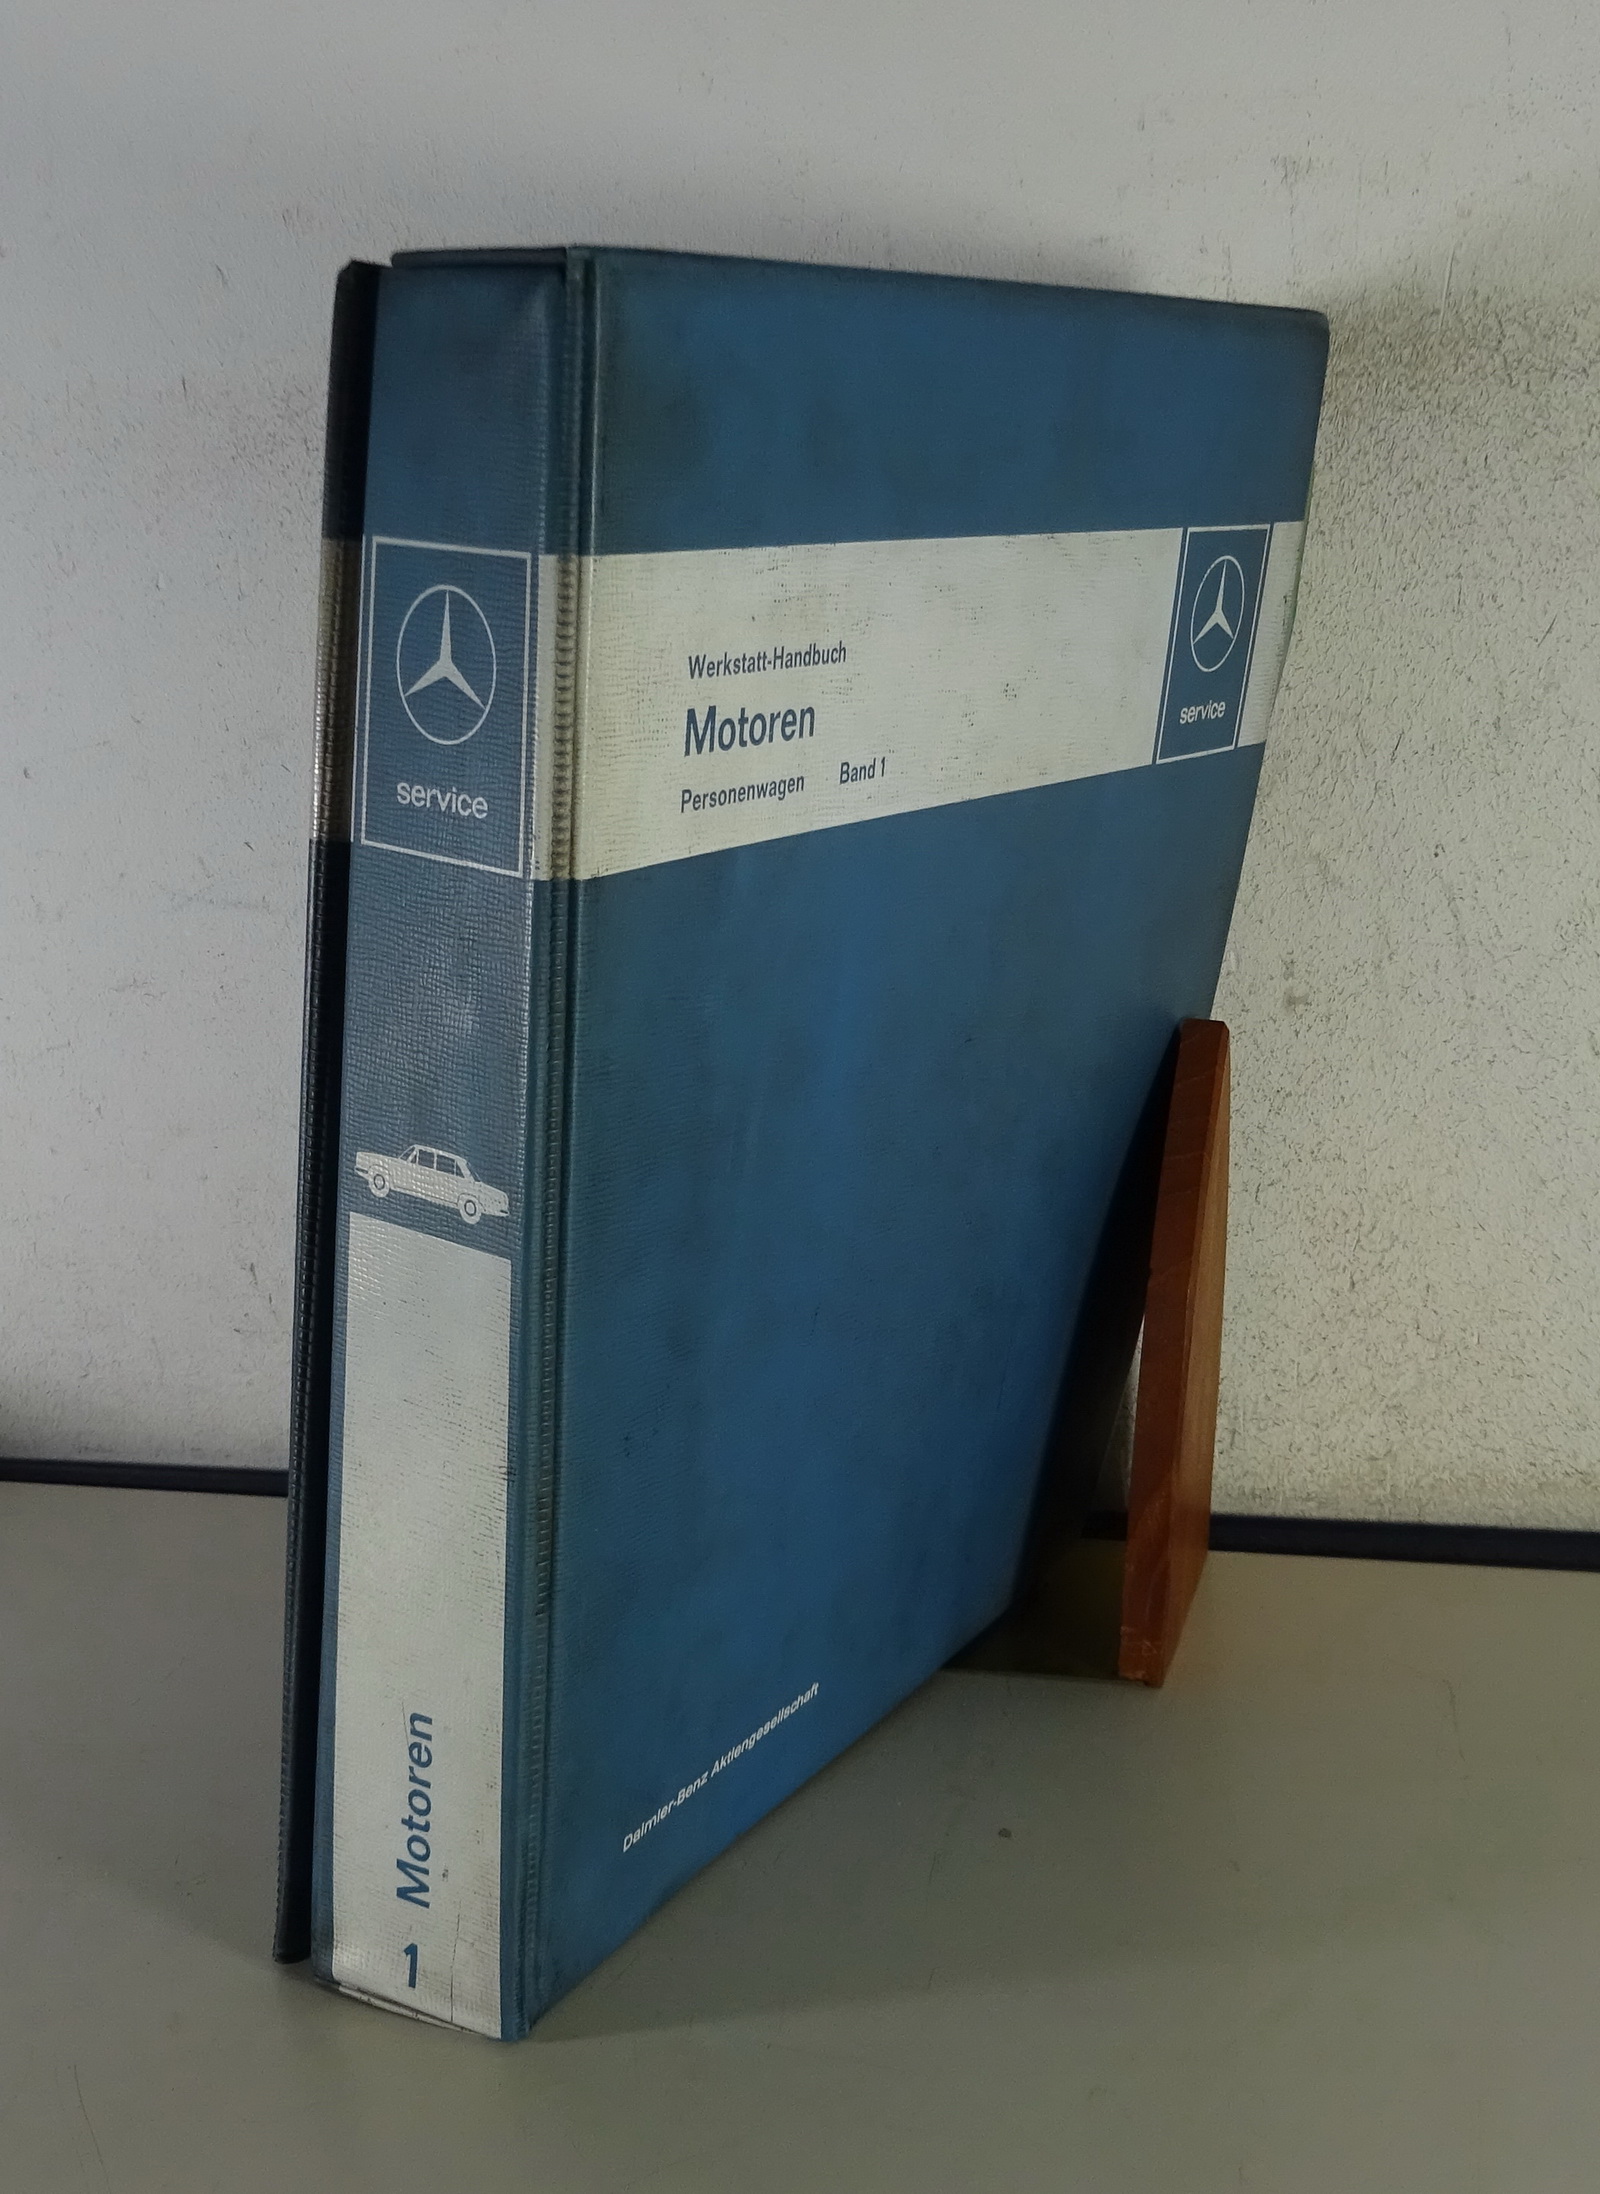 service
1 Motoren
Werkstatt-Handbuch
Motoren
Personenwagen Band 1
service
Daimler-Benz Aktiengesellschaft